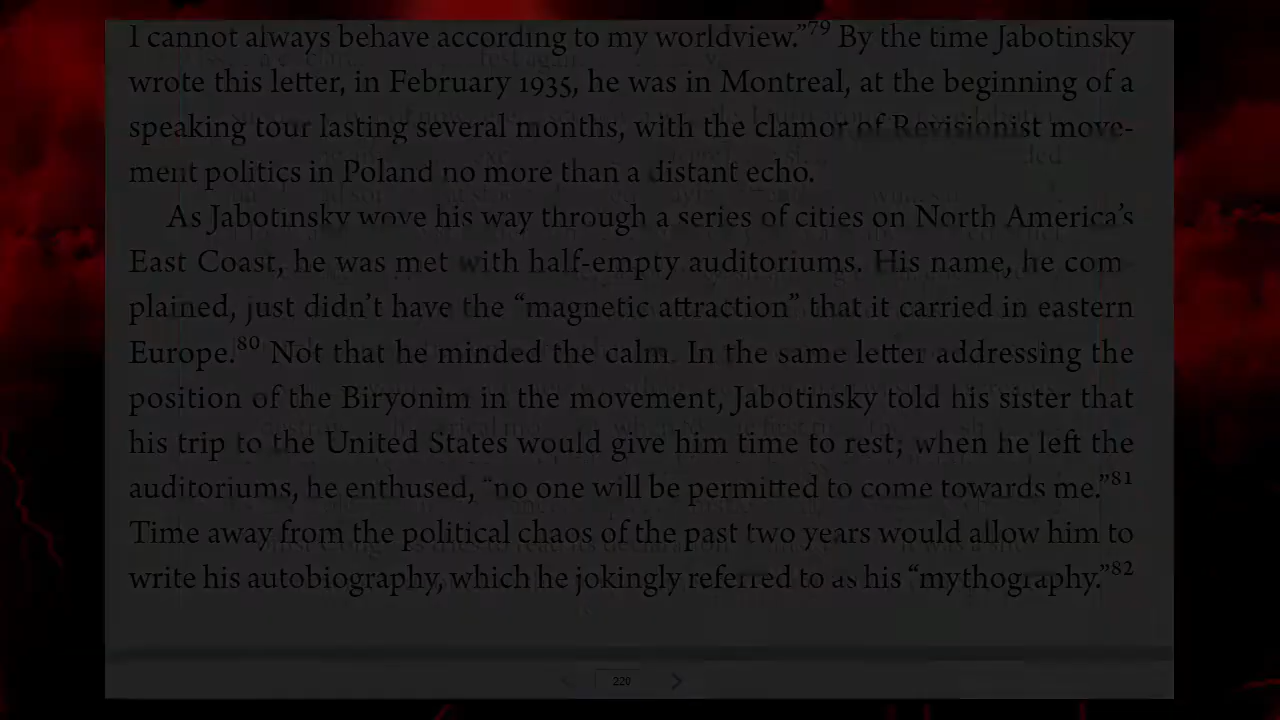 I cannot always behave according to my worldview.”79 By the time Jabotinsky
wrote this letter, in February 1935, he was in Montreal, at the beginning of a
speaking tour lasting several months, with the clamor of Revisionist move-
ment politics in Poland no more than a distant echo.
As Jabotinsky wove his way through a series of cities on North America’s
East Coast, he was met with half-empty auditoriums. His name, he com
plained, just didn’t have the “magnetic attraction” that it carried in eastern
Europe.80 Not that he minded the calm. In the same letter addressing the
position of the Biryonim in the movement, Jabotinsky told his sister that
his trip to the United States would give him time to rest; when he left the
auditoriums, he enthused, “no one will be permitted to come towards me.”81
Time away from the political chaos of the past two years would allow him to
write his autobiography, which he jokingly referred to as his “mythography.”82
220